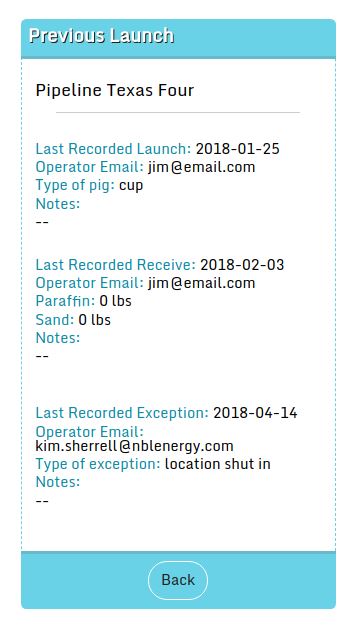 Previous Launch
Pipeline Texas Four
Last Recorded Launch: 2018-01-25
Operator Email: jim@email.com
Type of pig: cup
Notes:
--
Last Recorded Receive: 2018-02-03
Operator Email: jim@email.com
Paraffin: 0 lbs
Sand: 0 lbs
Notes:
--
Last Recorded Exception: 2018-04-14
Operator Email:
kim.sherrell@nblenergy.com
Type of exception: location shut in
Notes:
--
Back